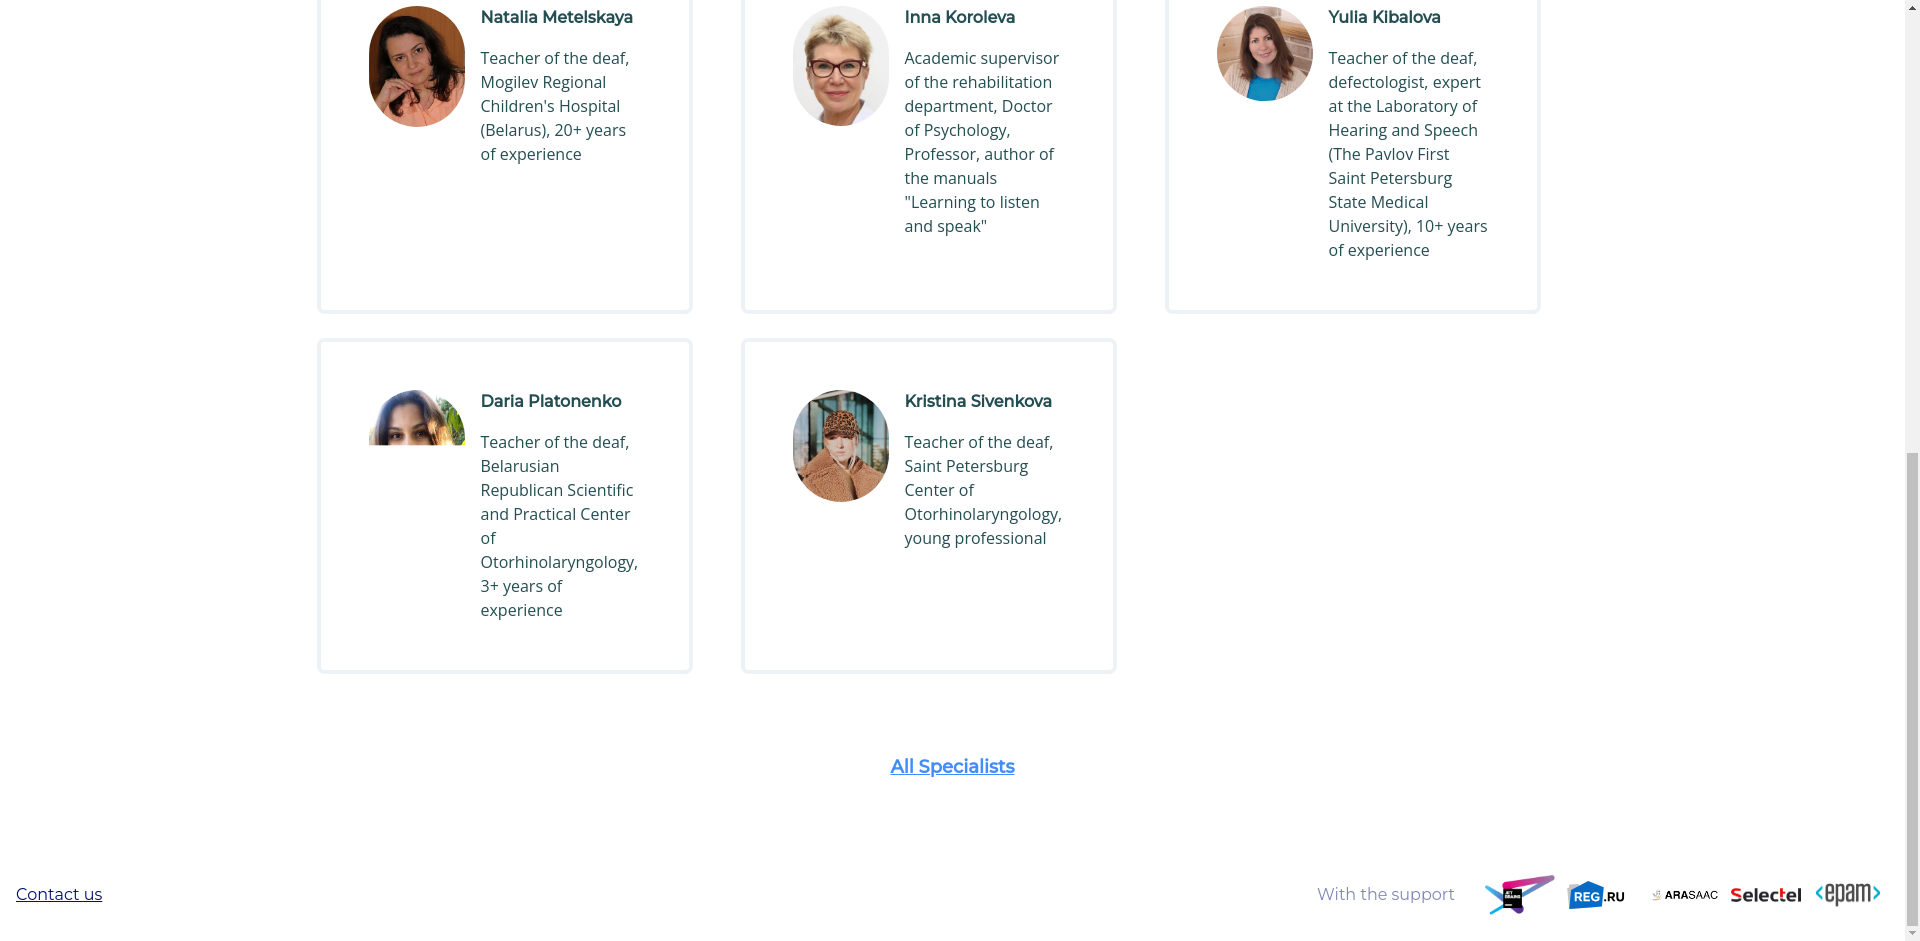 Natalia Metelskaya
Teacher of the deaf,
Mogilev Regional
Children's Hospital
(Belarus), 20+ years
of experience
Inna Koroleva
Academic supervisor
of the rehabilitation
department, Doctor
of Psychology,
Professor, author of
the manuals
"Learning to listen
and speak"
Yulia Kibalova
Teacher of the deaf,
defectologist, expert
at the Laboratory of
Hearing and Speech
(The Pavlov First
Saint Petersburg
State Medical
University), 10+ years
of experience
Daria Platonenko
Teacher of the deaf,
Belarusian
Republican Scientific
and Practical Center
of
Otorhinolaryngology,
3+ years of
experience
Kristina Sivenkova
Teacher of the deaf,
Saint Petersburg
Center of
Otorhinolaryngology,
young professional
All Specialists
Contact us
With the support
JET
BRAINS
REG.RU
ARASAAC
Selectel
<epam>